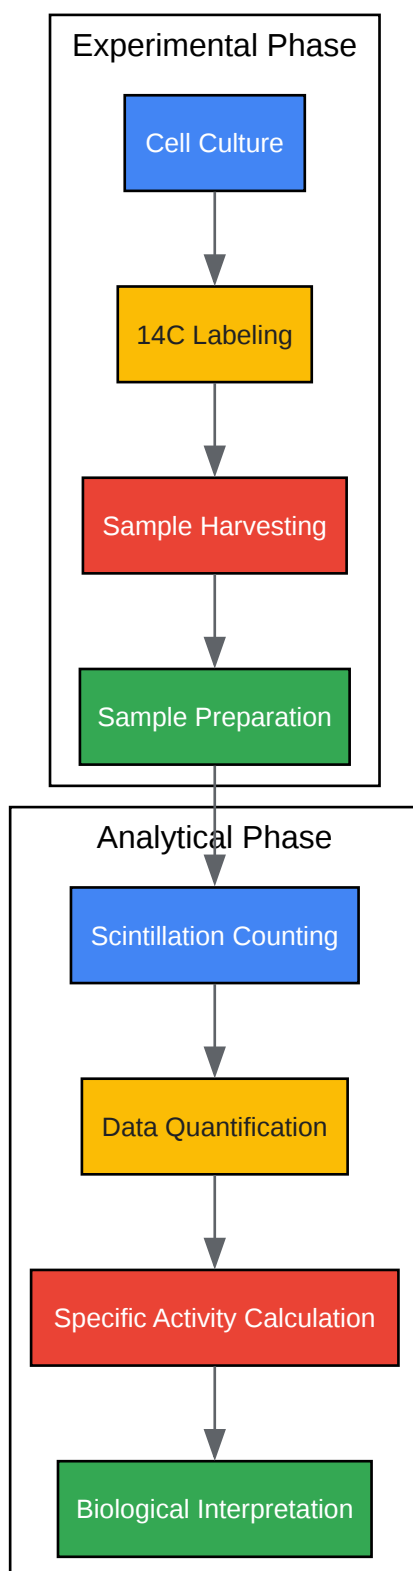 Experimental Phase
Cell Culture
14C Labeling
Sample Harvesting
Sample Preparation
Analytical Phase
Scintillation Counting
Data Quantification
Specific Activity Calculation
Biological Interpretation